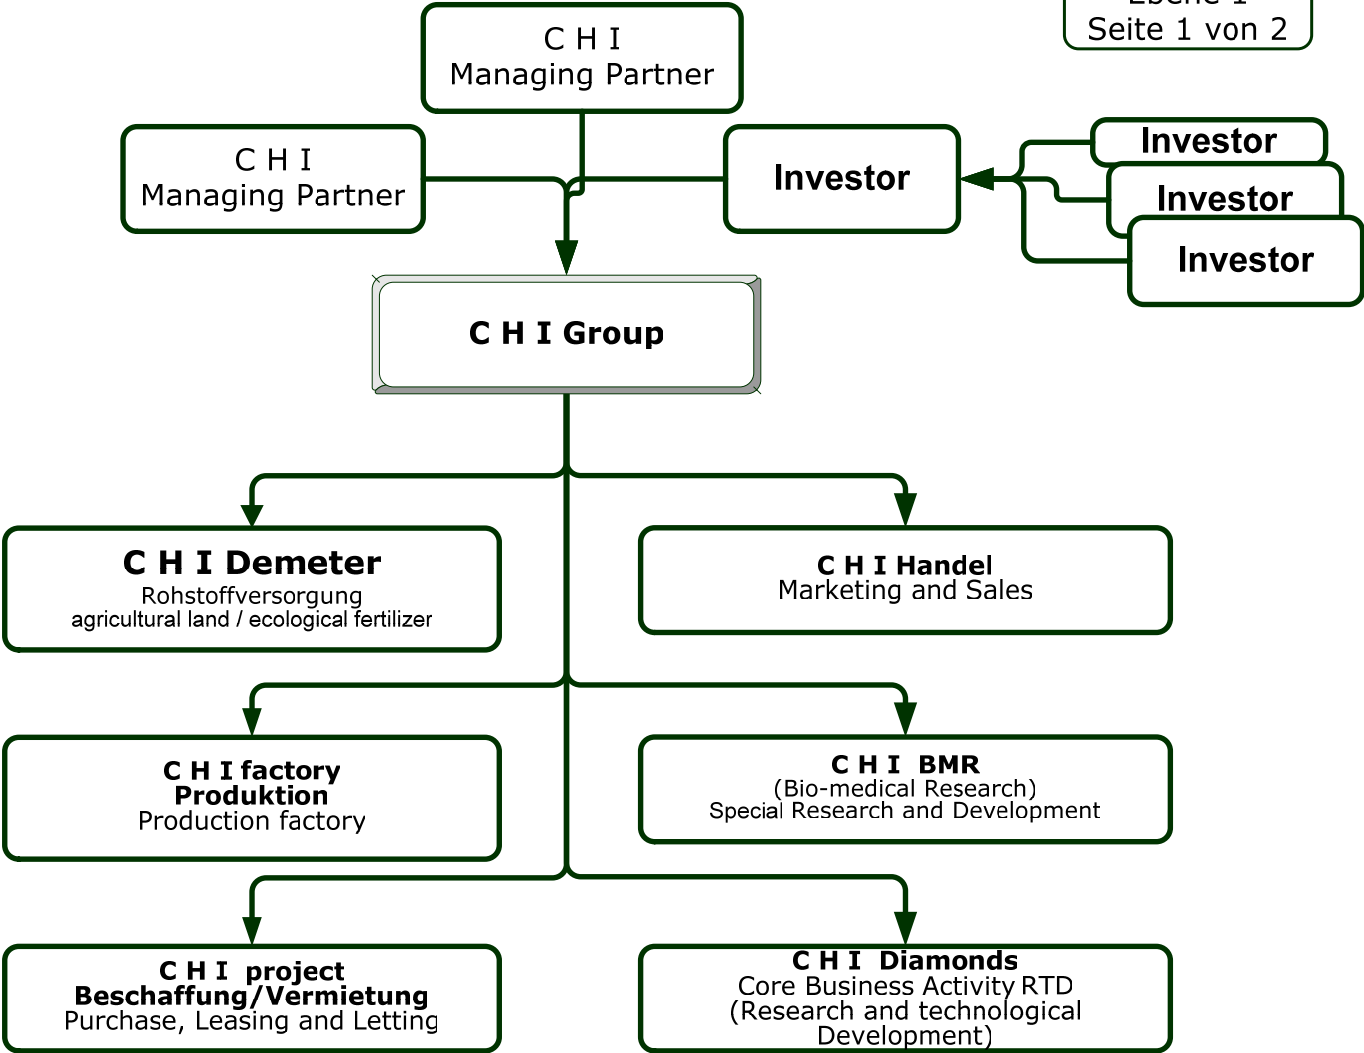 Ebene 1
Seite 1 von 2
C H I
Managing Partner
C H I
Managing Partner
Investor
Investor
Investor
Investor
C H I Group
C H I Demeter
Rohstoffversorgung
agricultural land / ecological fertilizer
C H I Handel
Marketing and Sales
C H I factory
Produktion
Production factory
C H I BMR
(Bio-medical Research)
Special Research and Development
C H I project
Beschaffung/Vermietung
Purchase, Leasing and Letting
C H I Diamonds
Core Business Activity RTD
(Research and technological
Development)